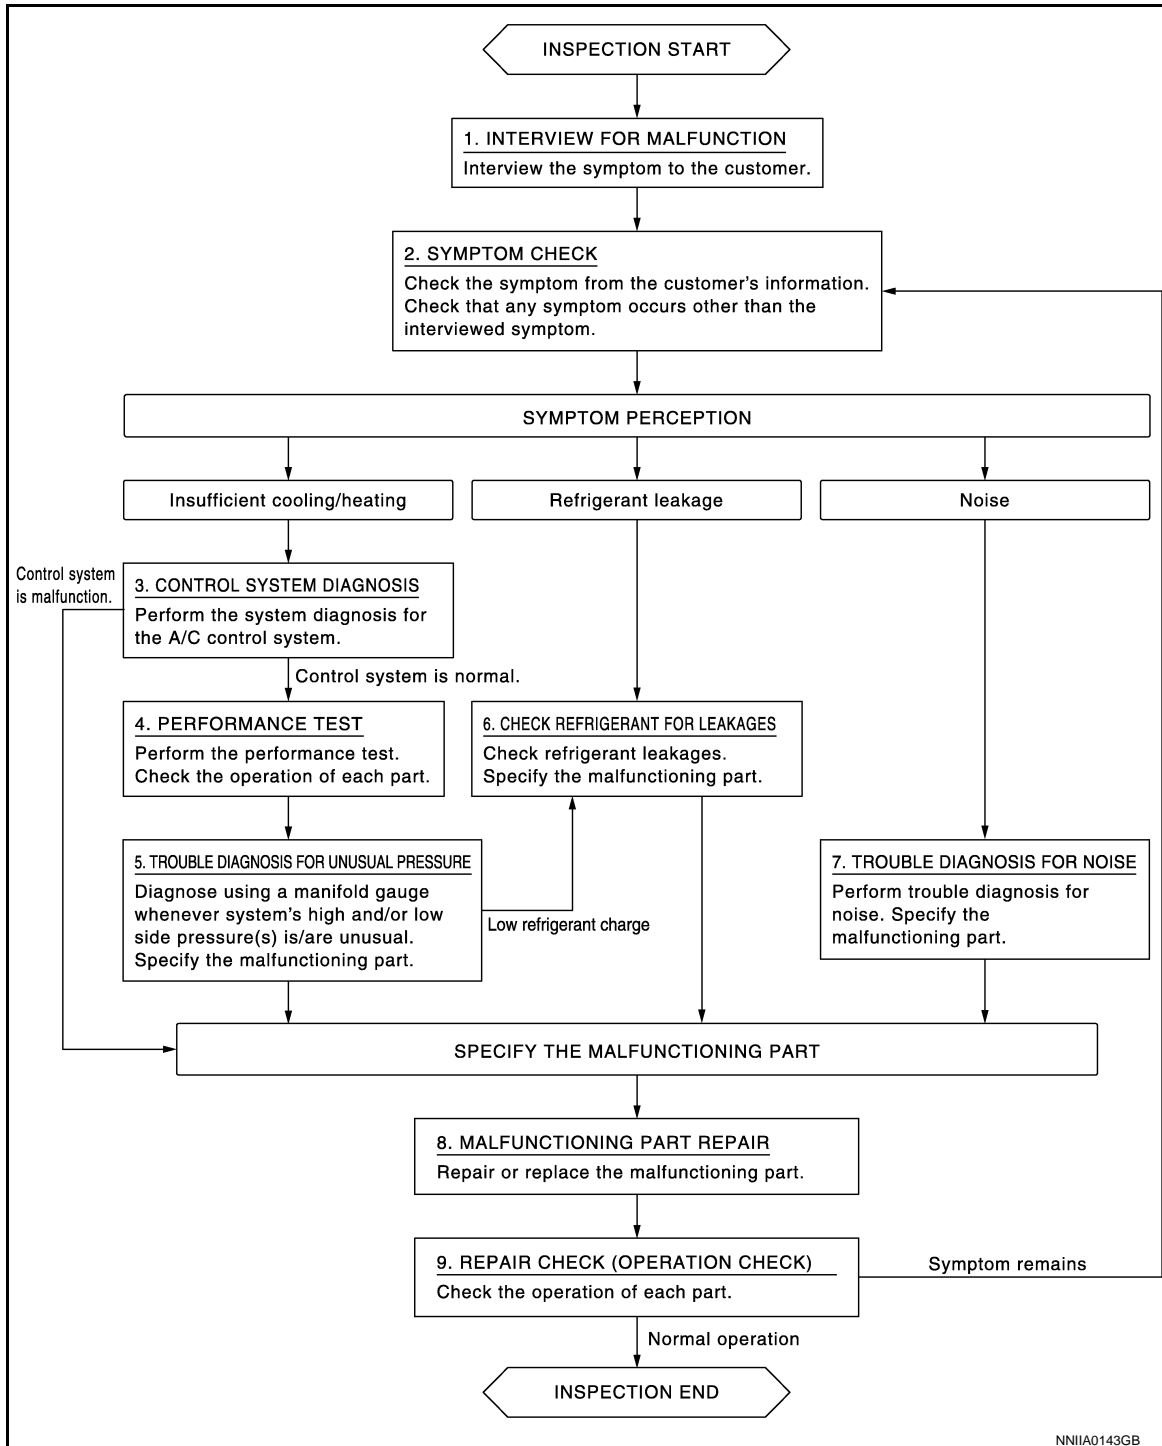 INSPECTION START
1. INTERVIEW FOR MALFUNCTION
Interview the symptom to the customer.
2. SYMPTOM CHECK
Check the symptom from the customer's information.
Check that any symptom occurs other than the
interviewed symptom.
SYMPTOM PERCEPTION
Insufficient cooling/heating
Refrigerant leakage
Noise
Control system
is malfunction.
3. CONTROL SYSTEM DIAGNOSIS
Perform the system diagnosis for
the A/C control system.
Control system is normal.
4. PERFORMANCE TEST
Perform the performance test.
Check the operation of each part.
6. CHECK REFRIGERANT FOR LEAKAGES
Check refrigerant leakages.
Specify the malfunctioning part.
5. TROUBLE DIAGNOSIS FOR UNUSUAL PRESSURE
Diagnose using a manifold gauge
whenever system's high and/or low
side pressure(s) is/are unusual.
Specify the malfunctioning part.
Low refrigerant charge
7. TROUBLE DIAGNOSIS FOR NOISE
Perform trouble diagnosis for
noise. Specify the
malfunctioning part.
SPECIFY THE MALFUNCTIONING PART
8. MALFUNCTIONING PART REPAIR
Repair or replace the malfunctioning part.
9. REPAIR CHECK (OPERATION CHECK)
Check the operation of each part.
Symptom remains
Normal operation
INSPECTION END
NNIIA0143GB